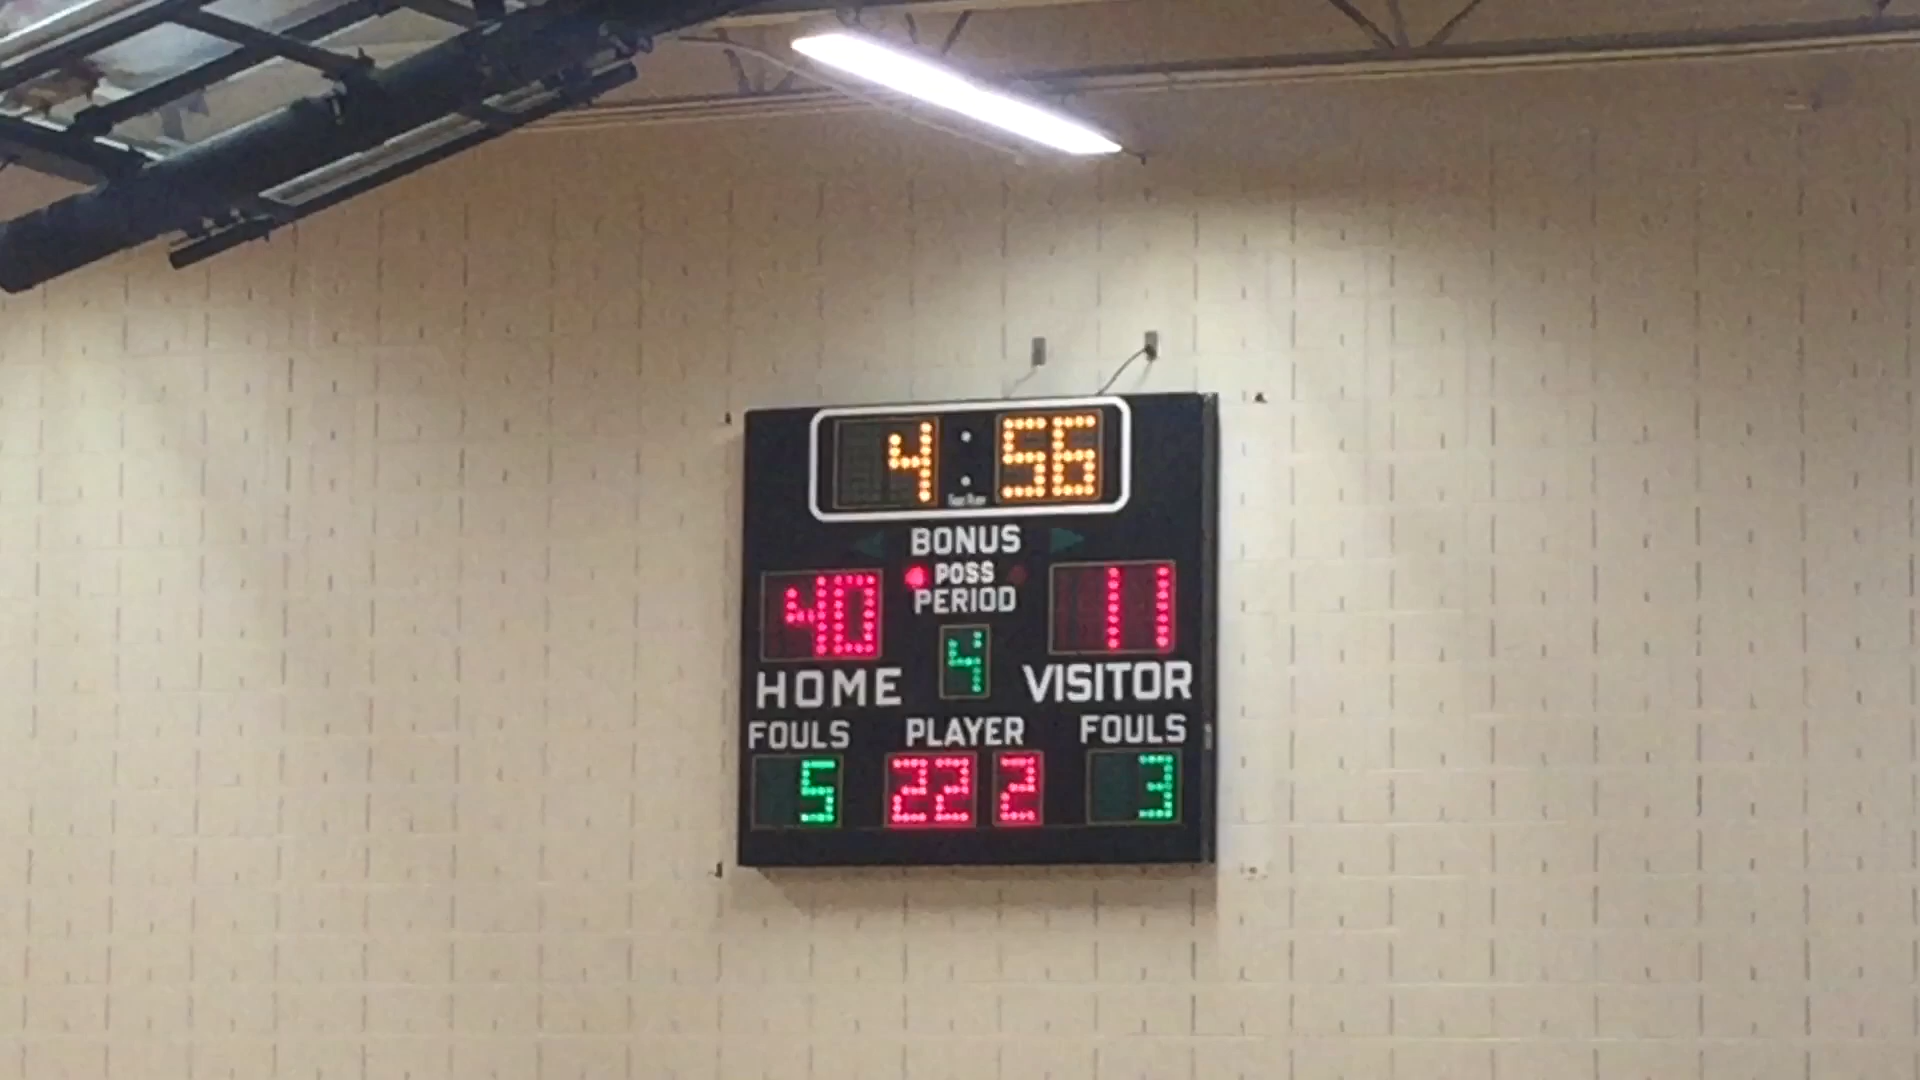 4:56
BONUS
POSS
PERIOD
40 4 11
HOME VISITOR
FOULS PLAYER FOULS
5 22 2 3